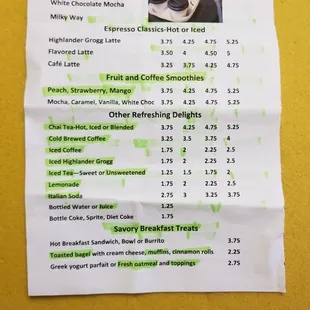 White Chocolate Mocha
Milky Way
Espresso Classics-Hot or Iced
Highlander Grogg Latte 3.75 4.25 4.75 5.25
Flavored Latte 3.50 4 4.50 5
Café Latte 3.25 3.75 4.25 4.75
Fruit and Coffee Smoothies
Peach, Strawberry, Mango 3.75 4.25 4.75 5.25
Mocha, Caramel, Vanilla, White Choc 3.75 4.25 4.75 5.25
Other Refreshing Delights
Chai Tea-Hot, Iced or Blended 3.75 4.25 4.75 5.25
Cold Brewed Coffee 3.25 3.5 3.75 4
Iced Coffee 1.75 2 2.25 2.5
Iced Highlander Grogg 1.75 2 2.25 2.5
Iced Tea—Sweet or Unsweetened 1.25 1.5 1.75 2
Lemonade 1.75 2 2.25 2.5
Italian Soda 2.75 3 3.25 3.75
Bottled Water or Juice 1.25
Bottle Coke, Sprite, Diet Coke 1.75
Savory Breakfast Treats
Hot Breakfast Sandwich, Bowl or Burrito 3.75
Toasted bagel with cream cheese, muffins, cinnamon rolls 2.25
Greek yogurt parfait or Fresh oatmeal and toppings 2.75